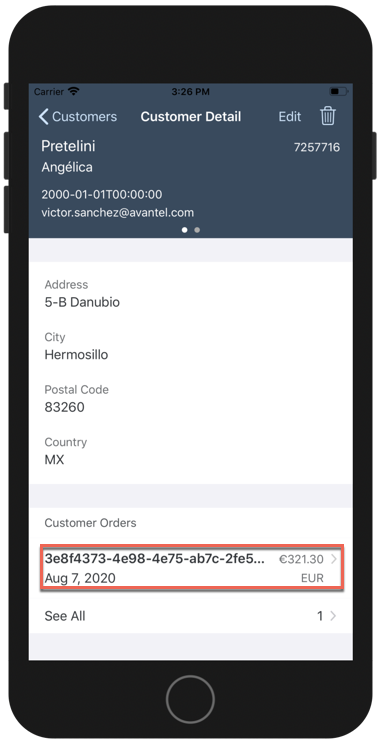 Carrier 3:26 PM
Customers Customer Detail Edit
Pretelini 7257716
Angélica
2000-01-01T00:00:00
victor.sanchez@avantel.com
Address
5-B Danubio
City
Hermosillo
Postal Code
83260
Country
MX
Customer Orders
3e8f4373-4e98-4e75-ab7c-2fe5... €321.30
Aug 7, 2020 EUR
See All 1